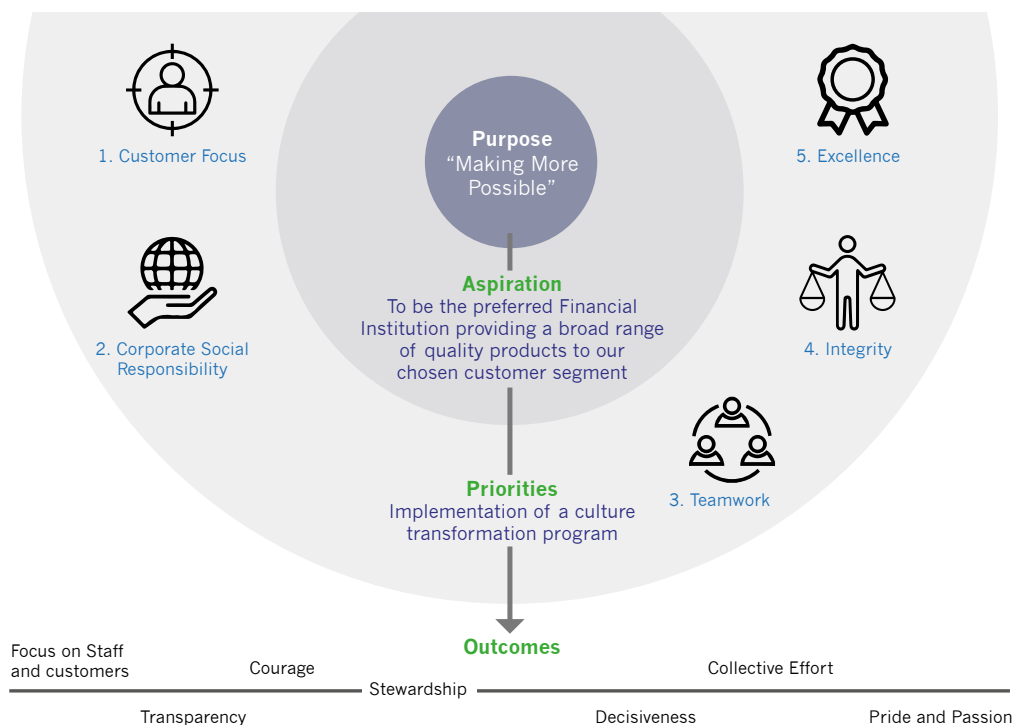 Purpose
“Making More
Possible”
1. Customer Focus
5. Excellence
Aspiration
To be the preferred Financial
Institution providing a broad range
of quality products to our
chosen customer segment
2. Corporate Social
Responsibility
4. Integrity
Priorities
Implementation of a culture
transformation program
3. Teamwork
Outcomes
Focus on Staff
and customers
Courage
Collective Effort
Stewardship
Transparency
Decisiveness
Pride and Passion